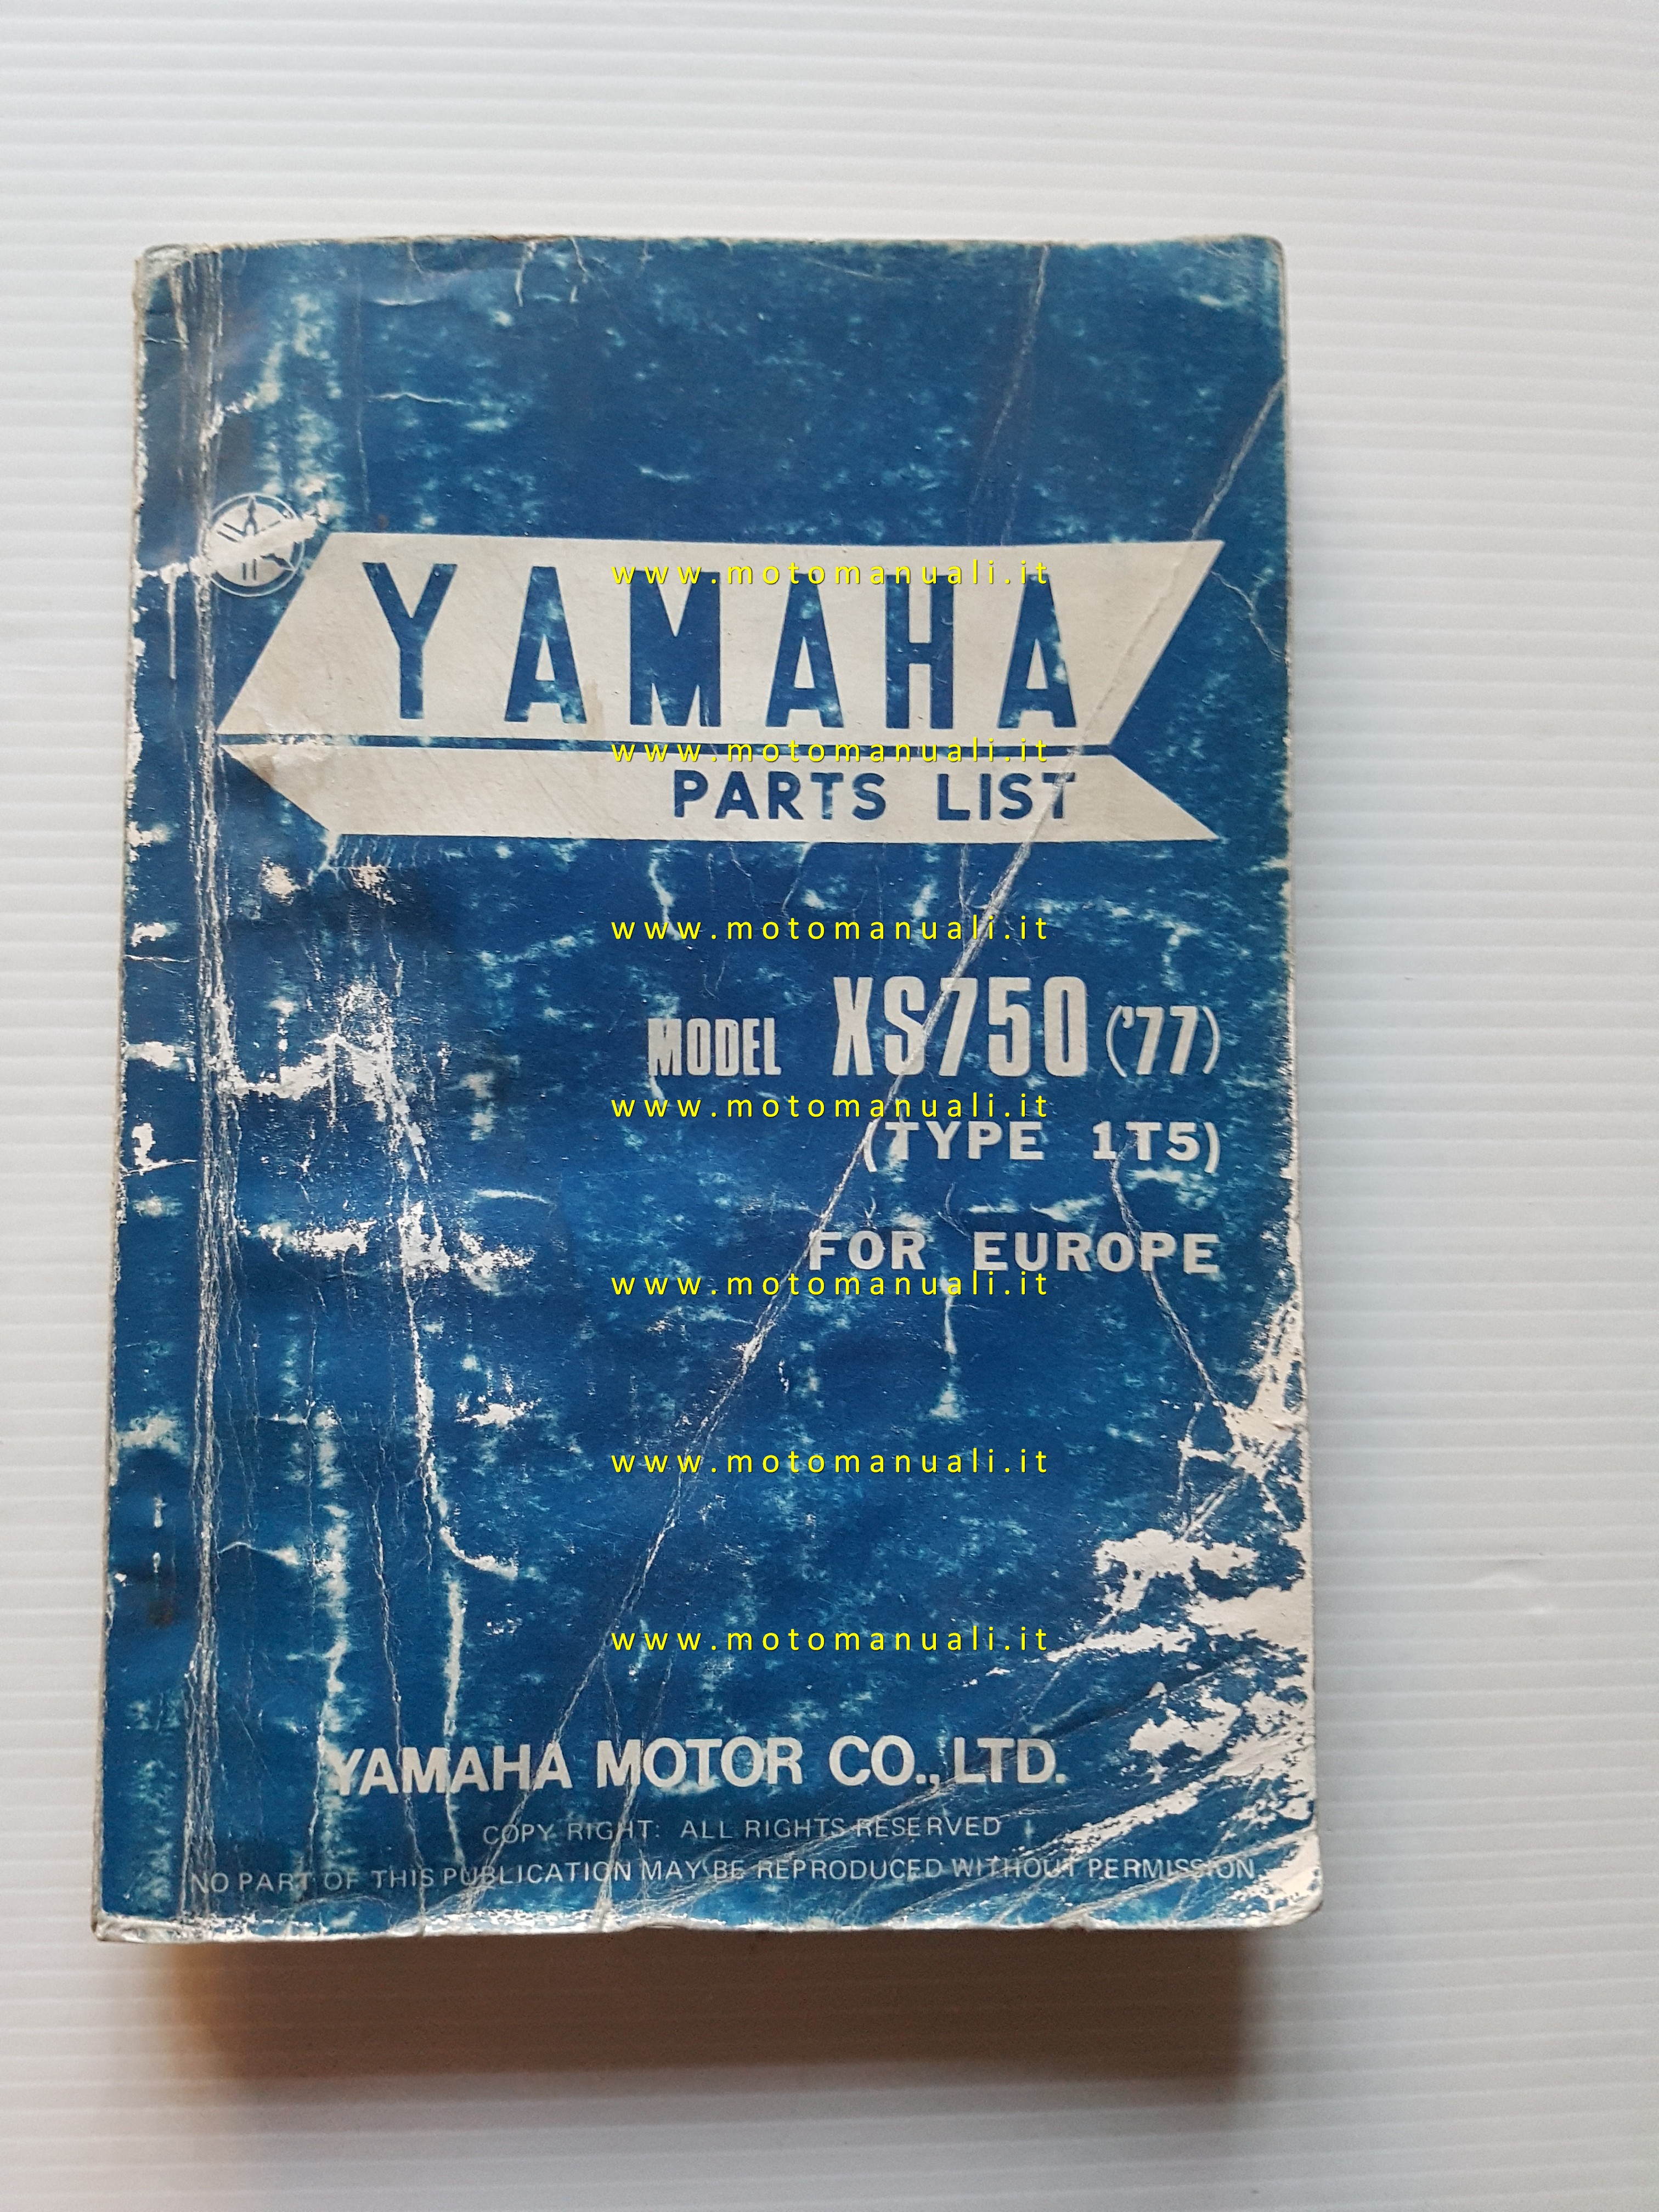 YAMAHA
www.motomanuali.it
www.motomanuali.it
PARTS LIST
www.motomanuali.it
MODEL XS750 ('77)
www.motomanuali.it
(TYPE 1T5)
FOR EUROPE
www.motomanuali.it
www.motomanuali.it
www.motomanuali.it
YAMAHA MOTOR CO., LTD.
COPY RIGHT: ALL RIGHTS RESERVED
NO PART OF THIS PUBLICATION MAY BE REPRODUCED WITHOUT PERMISSION